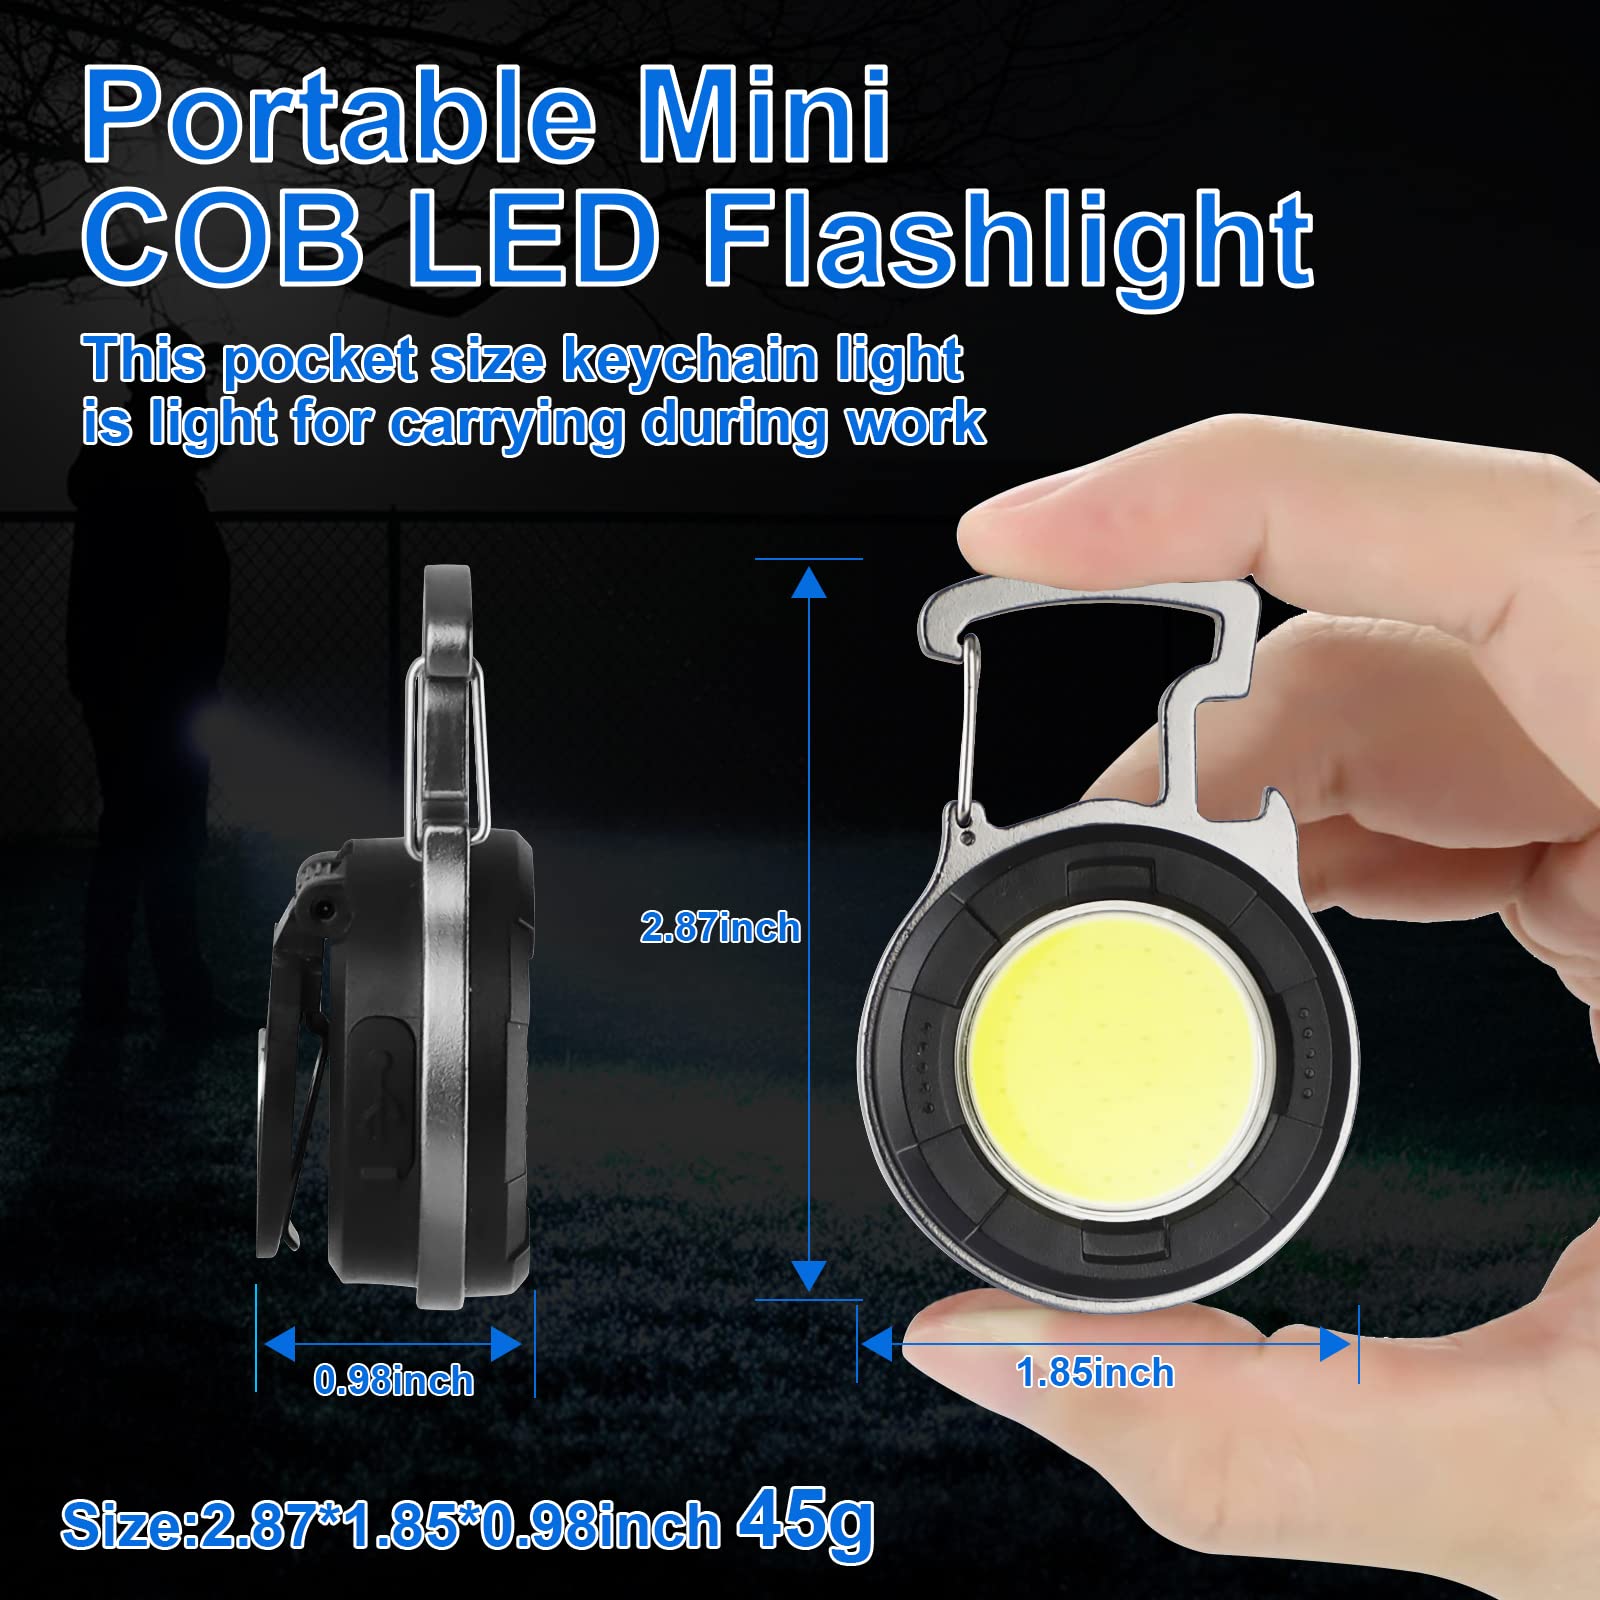 Portable Mini
COB LED Flashlight
This pocket size keychain light
is light for carrying during work
2.87inch
0.98inch
1.85inch
Size:2.87*1.85*0.98inch 45g